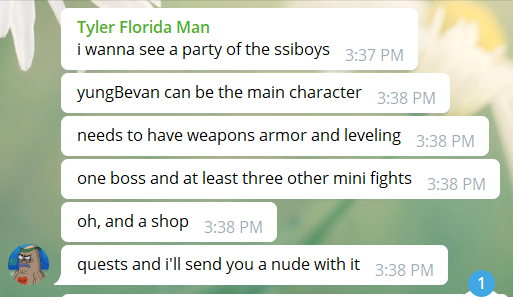 Tyler Florida Man
i wanna see a party of the ssiboys 3:37 PM
yungBevan can be the main character 3:38 PM
needs to have weapons armor and leveling 3:38 PM
one boss and at least three other mini fights 3:38 PM
oh, and a shop 3:38 PM
quests and i'll send you a nude with it 3:38 PM
1